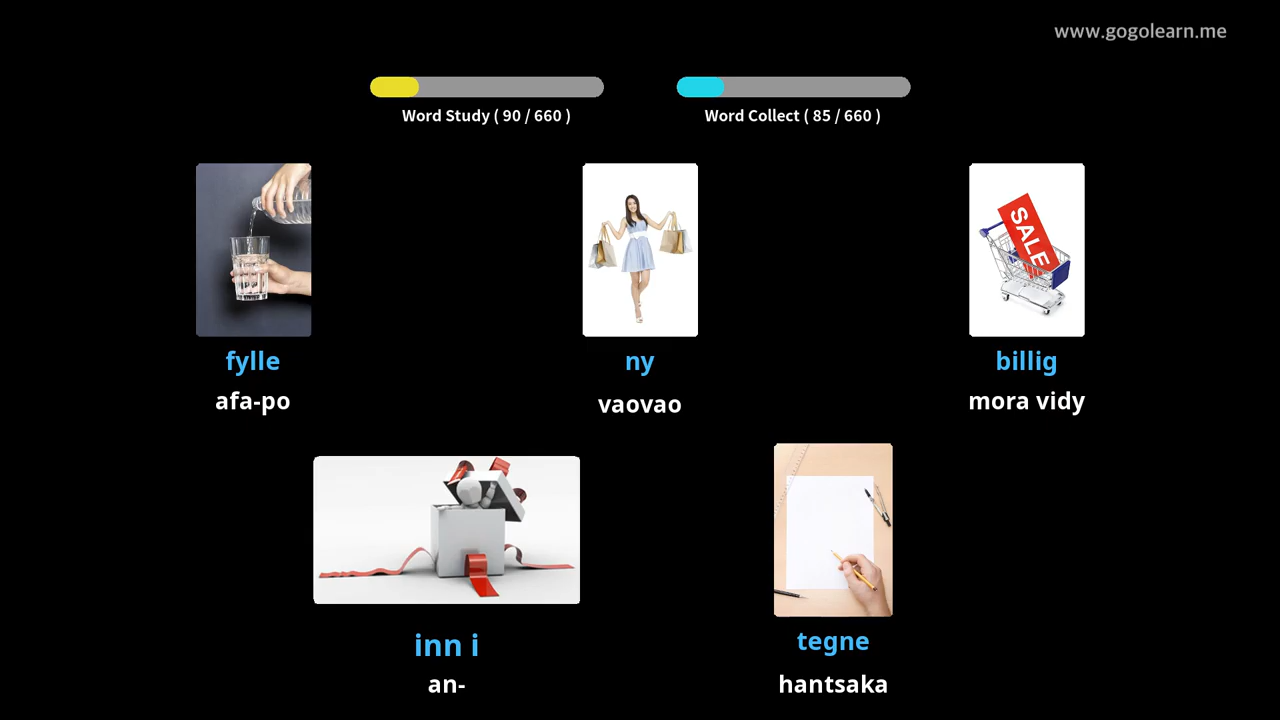 www.gogolearn.me
Word Study ( 90 / 660 )
Word Collect ( 85 / 660 )
SALE
fylle
ny
billig
afa-po
vaovao
mora vidy
inn i
tegne
an-
hantsaka